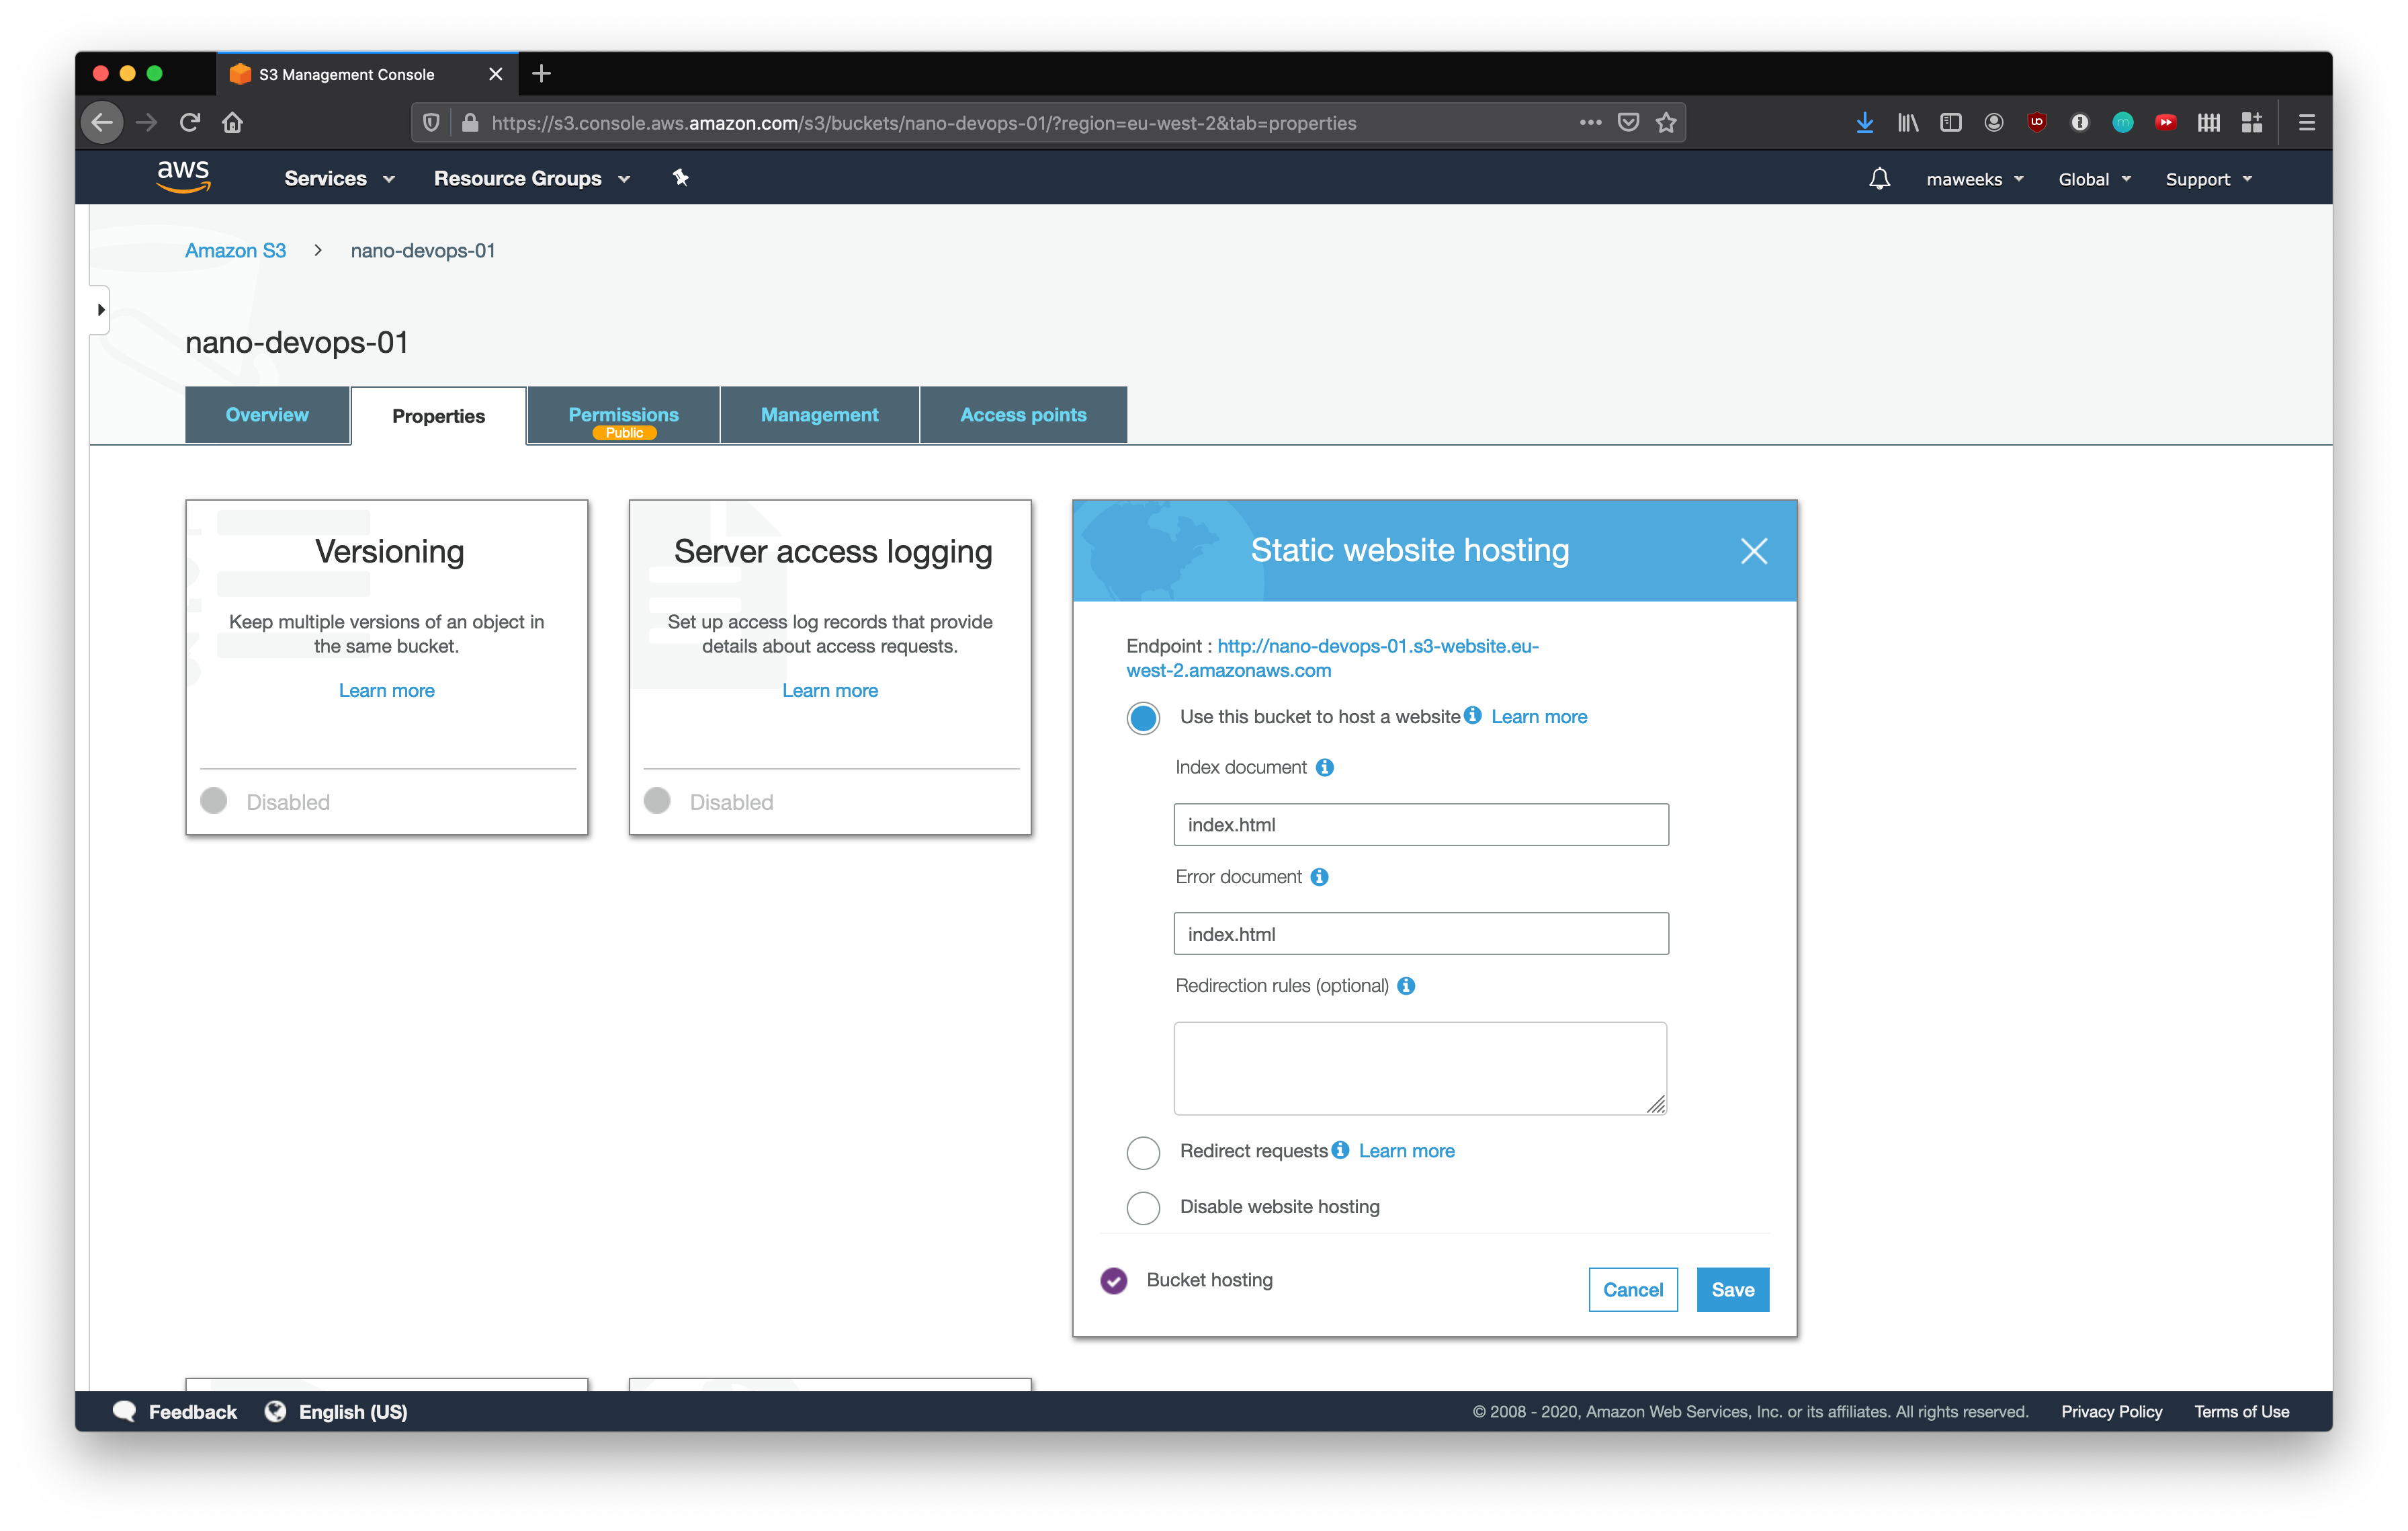 S3 Management Console
https://s3.console.aws.amazon.com/s3/buckets/nano-devops-01/?region=eu-west-2&tab=properties
aws
Services
Resource Groups
maweeks
Global
Support
Amazon S3
nano-devops-01
nano-devops-01
Overview
Properties
Permissions
Public
Management
Access points
Versioning
Keep multiple versions of an object in
the same bucket.
Learn more
Disabled
Server access logging
Set up access log records that provide
details about access requests.
Learn more
Disabled
Static website hosting
Endpoint : http://nano-devops-01.s3-website.eu-
west-2.amazonaws.com
Use this bucket to host a website Learn more
Index document
index.html
Error document
index.html
Redirection rules (optional)
Redirect requests Learn more
Disable website hosting
Bucket hosting
Cancel
Save
Feedback
English (US)
© 2008 - 2020, Amazon Web Services, Inc. or its affiliates. All rights reserved.
Privacy Policy
Terms of Use